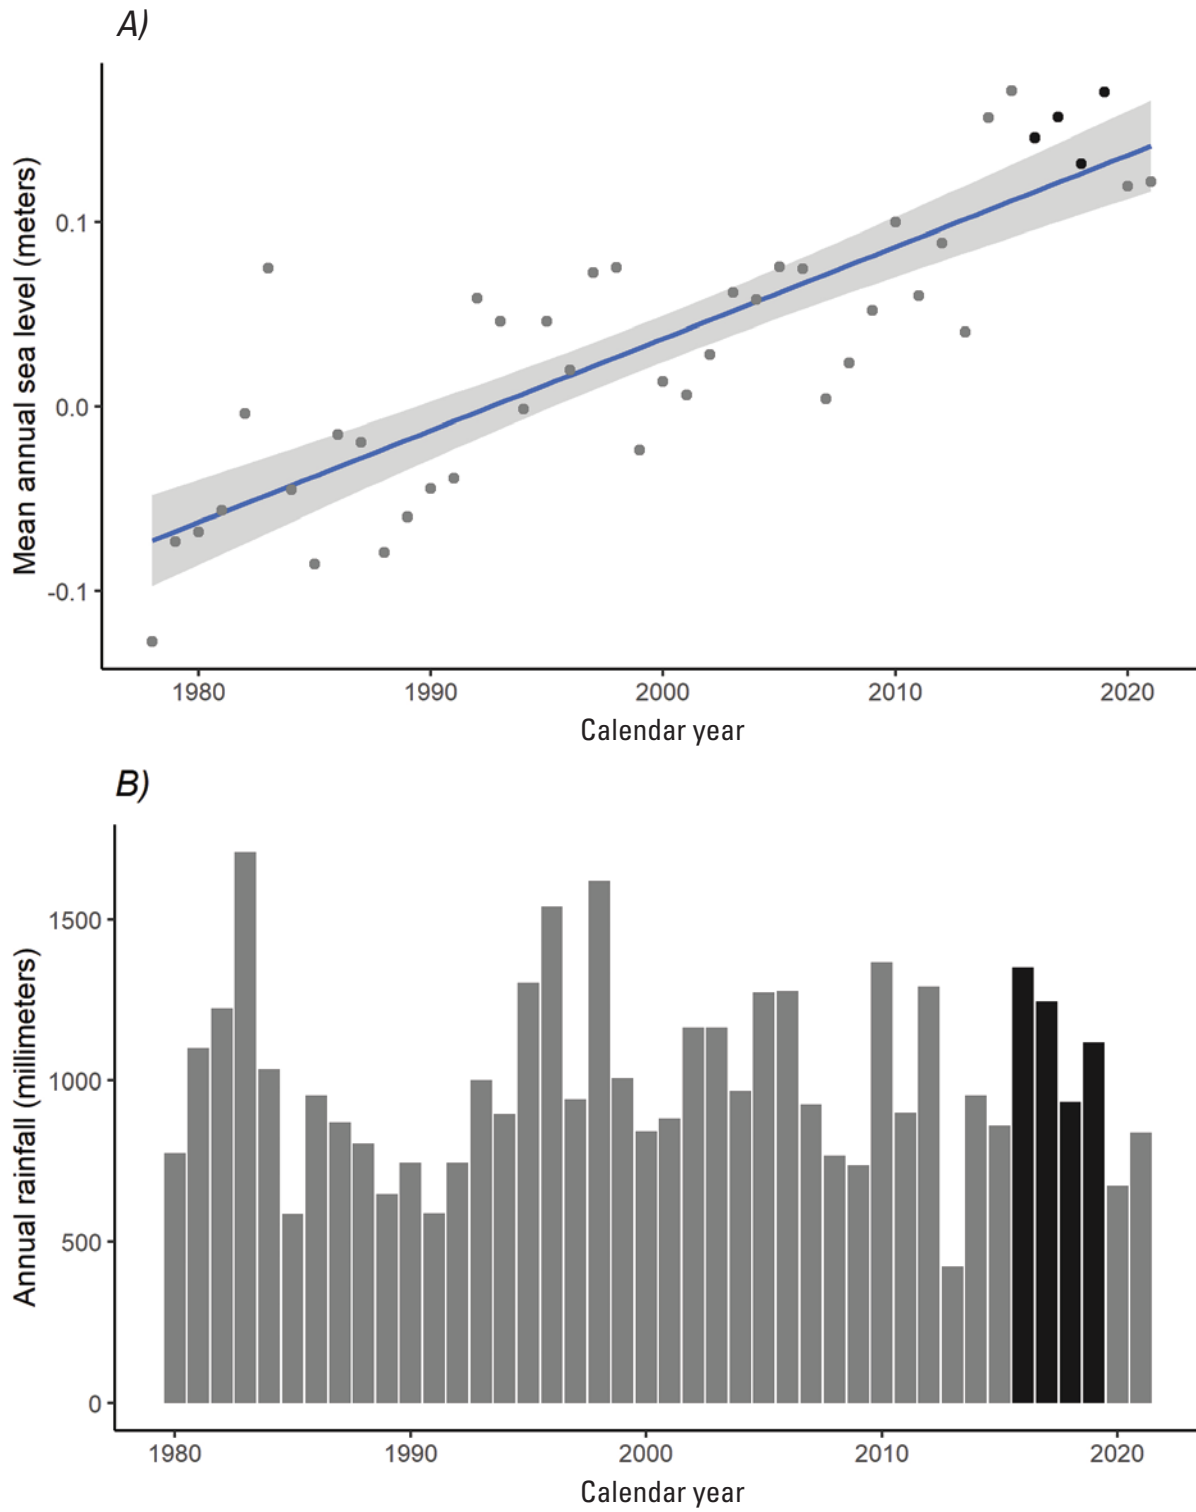 A)
Mean annual sea level (meters)
0.1
0.0
-0.1
1980 1990 2000 2010 2020
Calendar year
B)
Annual rainfall (millimeters)
1500
1000
500
0
1980 1990 2000 2010 2020
Calendar year